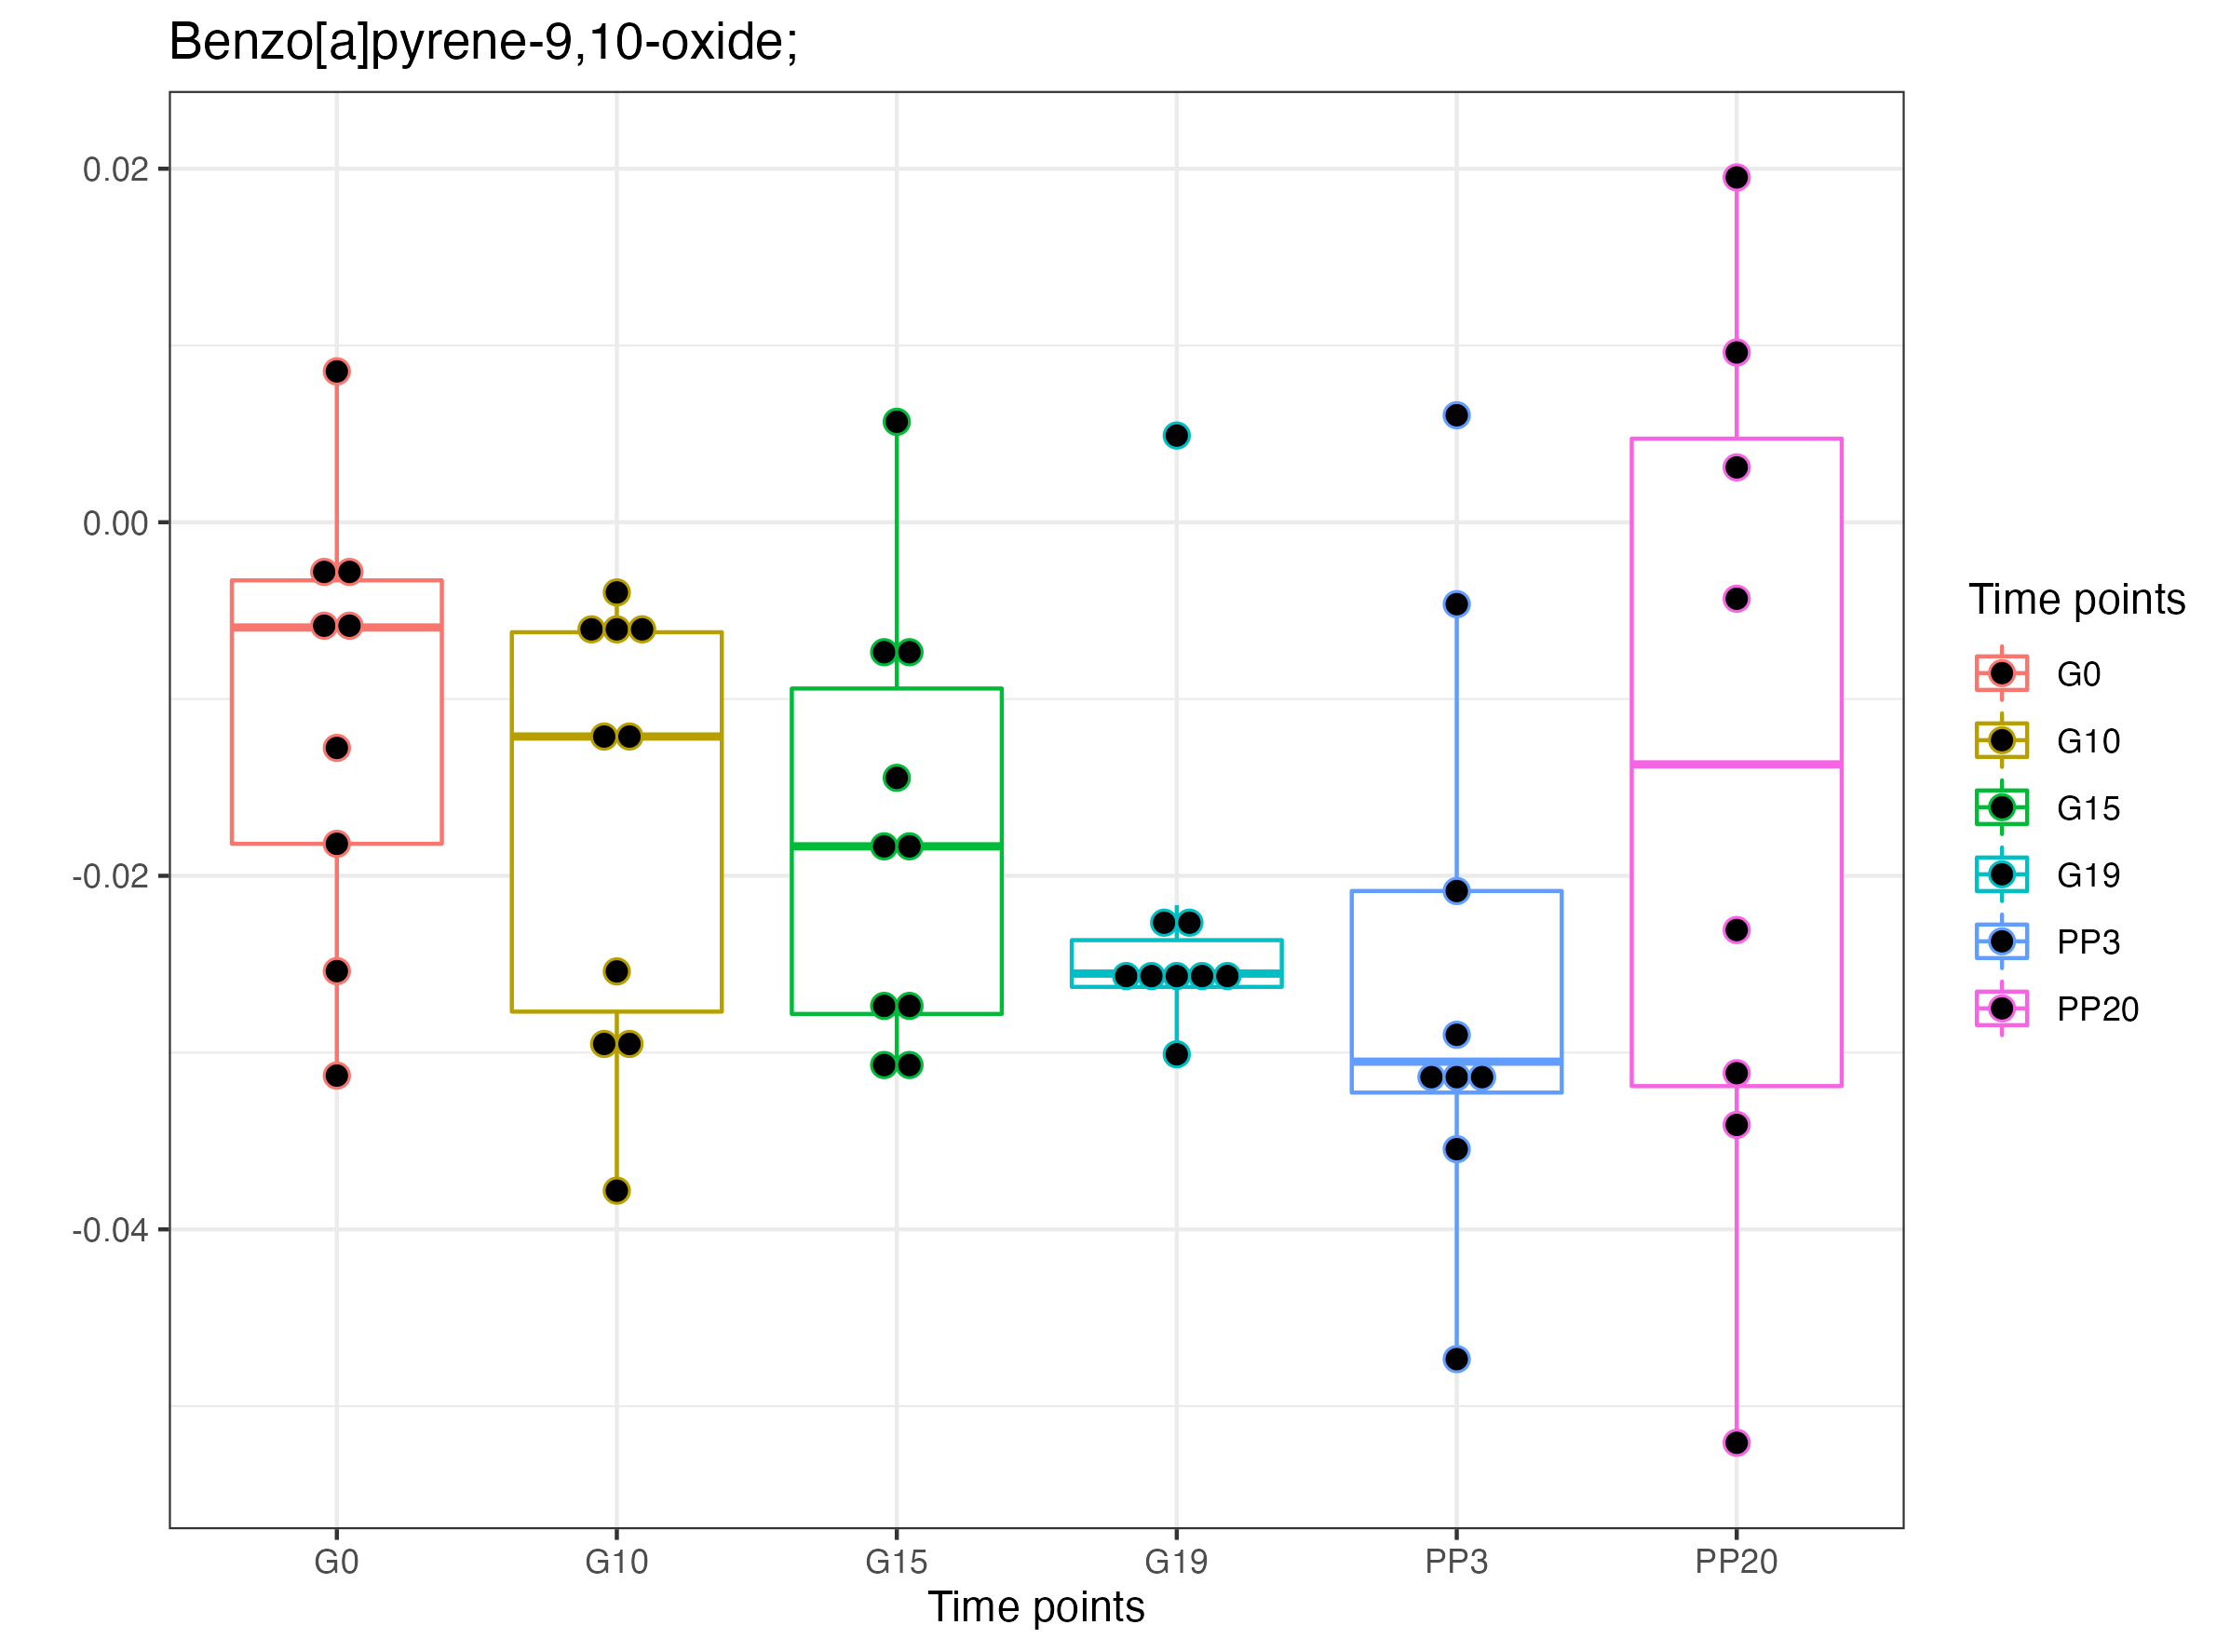 Benzo[a]pyrene-9,10-oxide;
0.02
0.00
-0.02
-0.04
G0 G10 G15 G19 PP3 PP20
Time points
Time points
G0
G10
G15
G19
PP3
PP20